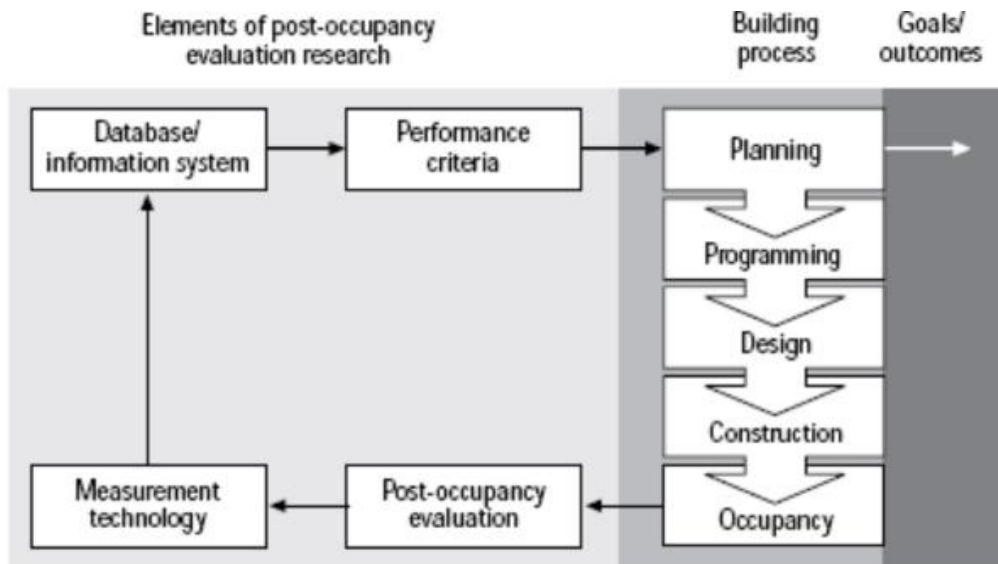 Elements of post-occupancy
evaluation research
Building
process
Goals/
outcomes
Database/
information system
Performance
criteria
Planning
Programming
Design
Construction
Measurement
technology
Post-occupancy
evaluation
Occupancy